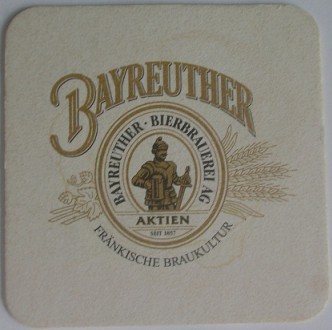 BAYREUTHER
BAYREUTHER · BIERBRAUEREI AG
AKTIEN
SEIT 1857
FRÄNKISCHE BRAUKULTUR